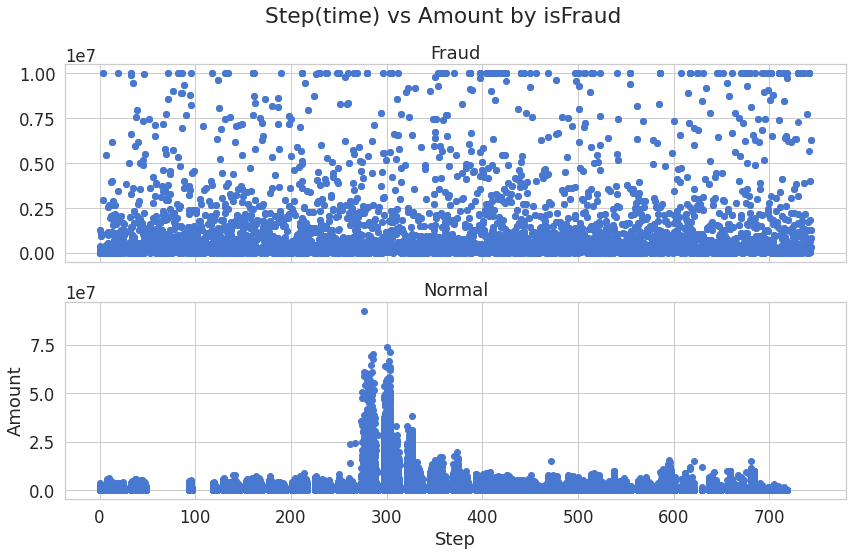 Step(time) vs Amount by isFraud
Fraud
1e7
1.00
0.75
0.50
0.25
0.00
Normal
1e7
7.5
5.0
2.5
0.0
Amount
0 100 200 300 400 500 600 700
Step